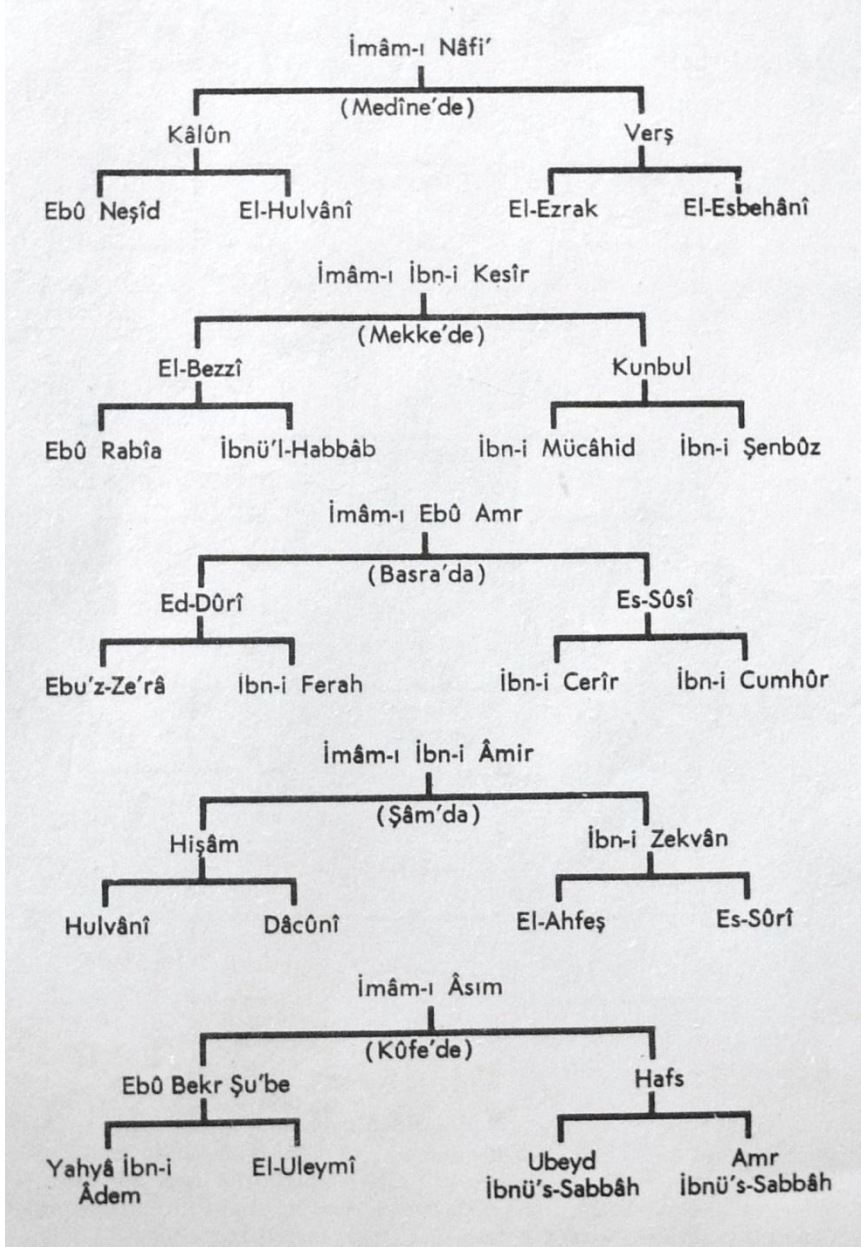 İmâm-ı Nâfi'
(Medîne'de)
Kâlûn Verş
Ebû Neşîd El-Hulvânî El-Ezrak El-Esbehânî
İmâm-ı İbn-i Kesîr
(Mekke'de)
El-Bezzî Kunbul
Ebû Rabîa İbnü'l-Habbâb İbn-i Mücâhid İbn-i Şenbûz
İmâm-ı Ebû Amr
(Basra'da)
Ed-Dûrî Es-Sûsî
Ebu'z-Ze'râ İbn-i Ferah İbn-i Cerîr İbn-i Cumhûr
İmâm-ı İbn-i Âmir
(Şâm'da)
Hişâm İbn-i Zekvân
Hulvânî Dâcûnî El-Ahfeş Es-Sûrî
İmâm-ı Âsım
(Kûfe'de)
Ebû Bekr Şu'be Hafs
Yahyâ İbn-i El-Uleymî Ubeyd Amr
Âdem İbnü's-Sabbâh İbnü's-Sabbâh